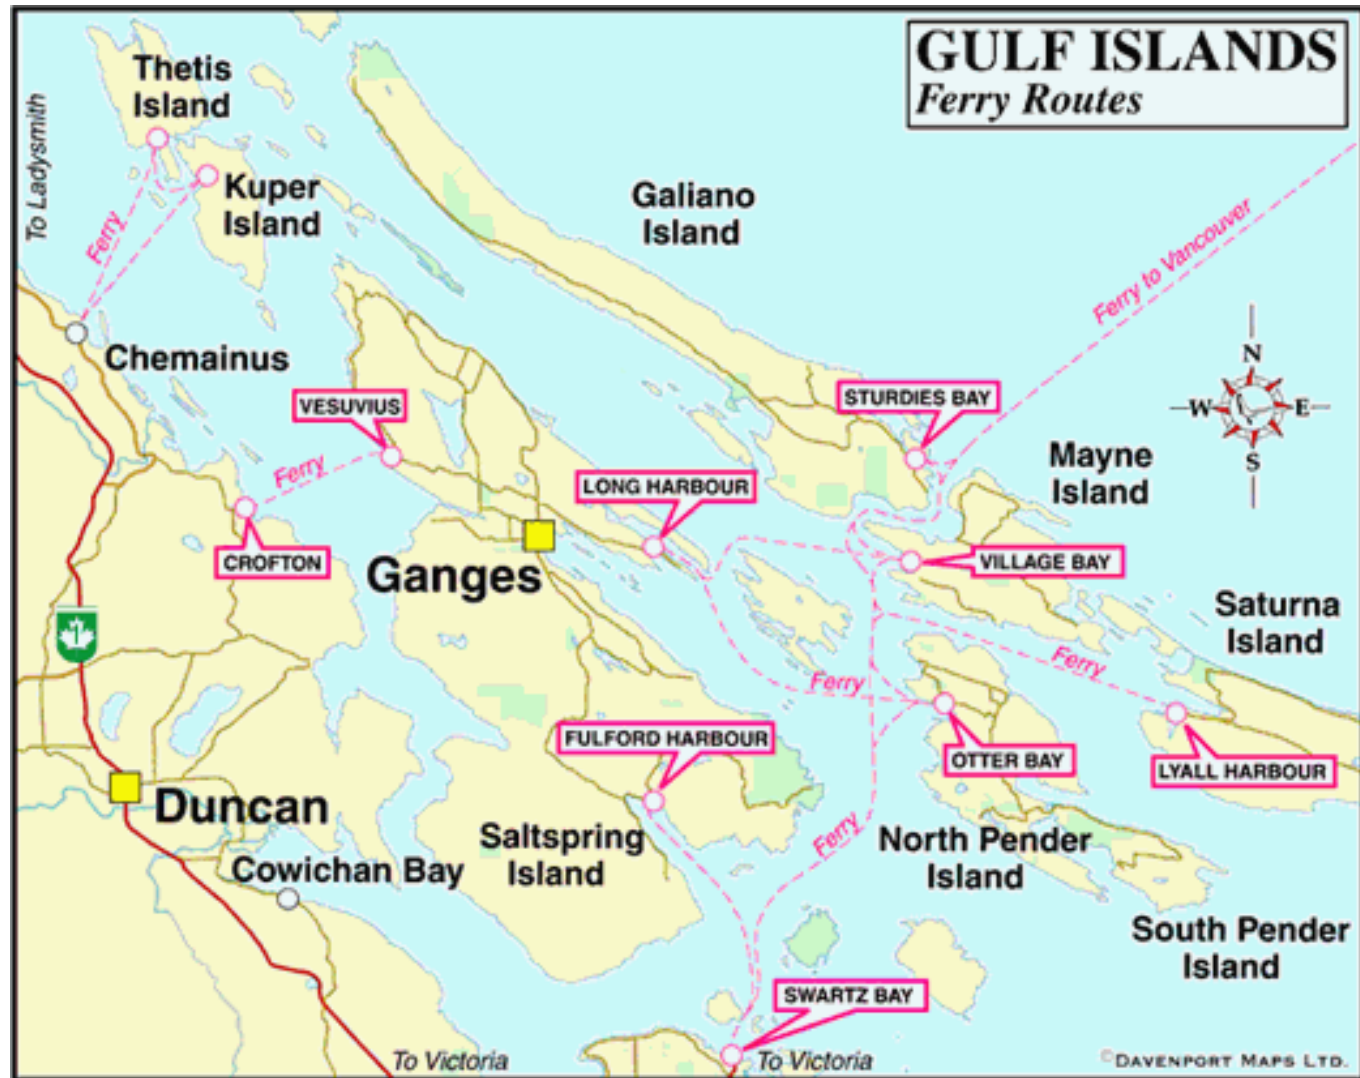 GULF ISLANDS
Ferry Routes
Thetis
Island
To Ladysmith
Kuper
Island
Ferry
Galiano
Island
Ferry to Vancouver
N
W
E
S
Chemainus
VESUVIUS
STURDIES BAY
Mayne
Island
Ferry
LONG HARBOUR
CROFTON
Ganges
VILLAGE BAY
Saturna
Island
1
Ferry
Ferry
FULFORD HARBOUR
OTTER BAY
LYALL HARBOUR
Duncan
Saltspring
Island
Ferry
North Pender
Island
Cowichan Bay
South Pender
Island
SWARTZ BAY
To Victoria
To Victoria
©DAVENPORT MAPS LTD.